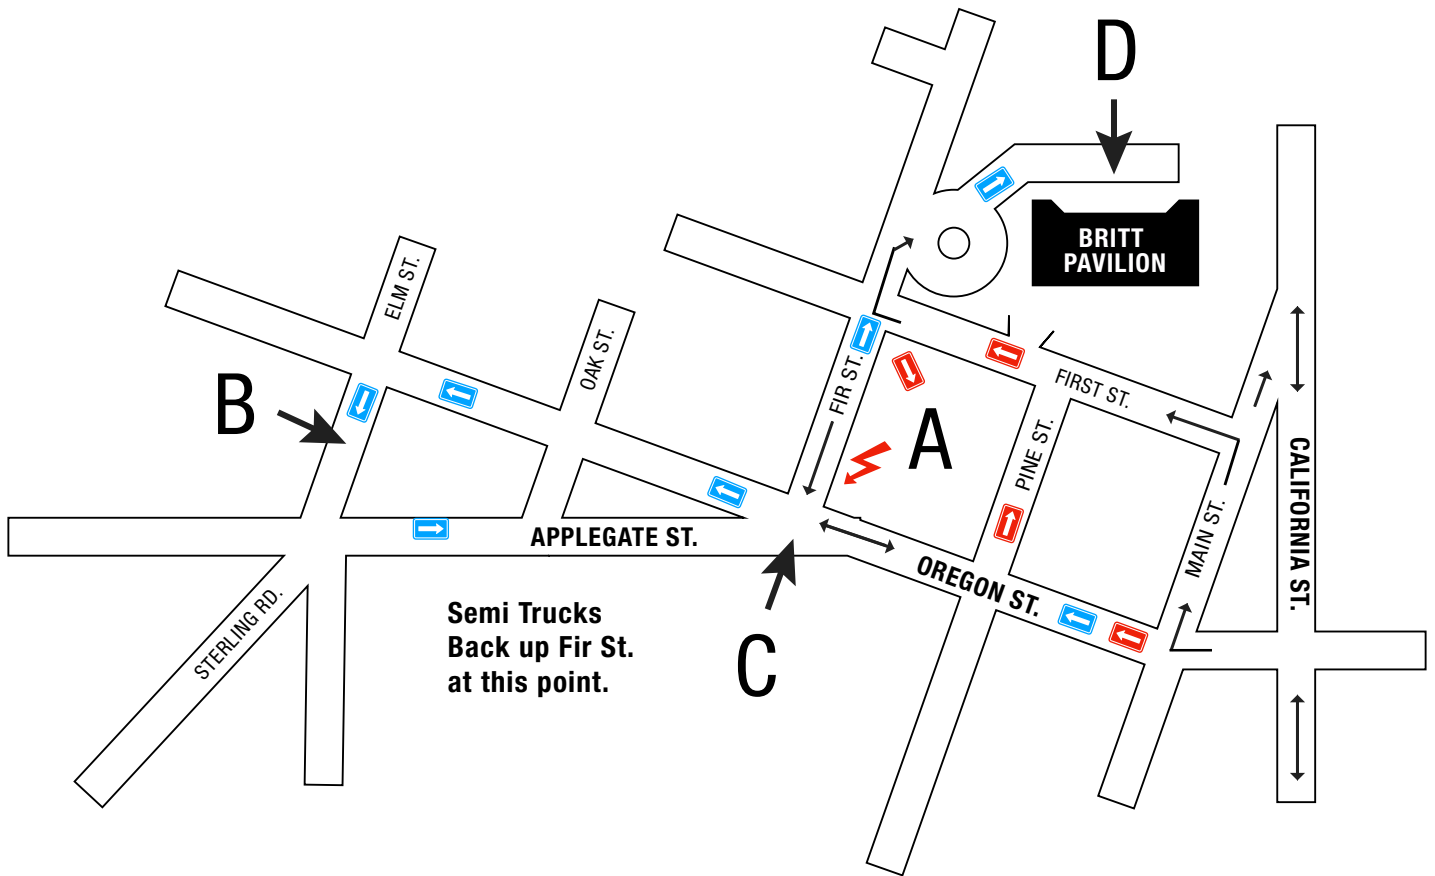 D
BRITT
PAVILION
ELM ST.
OAK ST.
FIR ST.
FIRST ST.
B
A
PINE ST.
CALIFORNIA ST.
MAIN ST.
APPLEGATE ST.
OREGON ST.
STERLING RD.
Semi Trucks
Back up Fir St.
at this point.
C